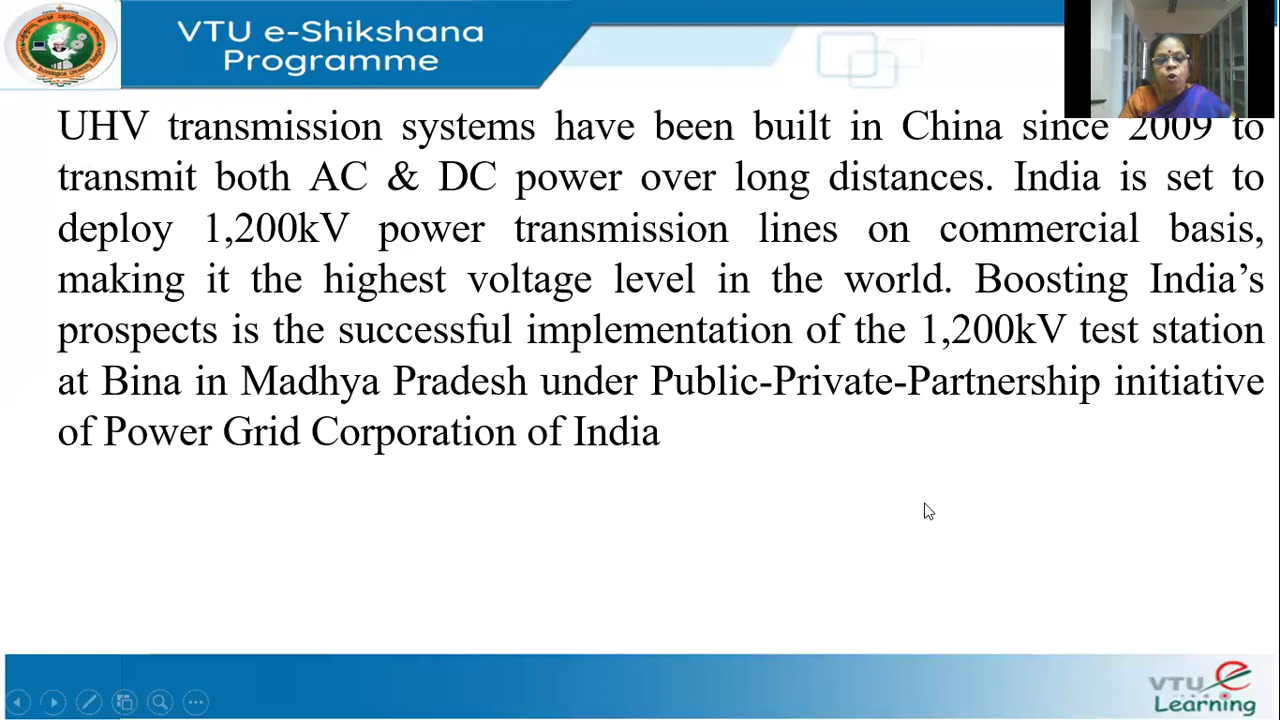 VTU e-Shikshana
Programme
UHV transmission systems have been built in China since 2009 to
transmit both AC & DC power over long distances. India is set to
deploy 1,200kV power transmission lines on commercial basis,
making it the highest voltage level in the world. Boosting India’s
prospects is the successful implementation of the 1,200kV test station
at Bina in Madhya Pradesh under Public-Private-Partnership initiative
of Power Grid Corporation of India
VTU e
Learning